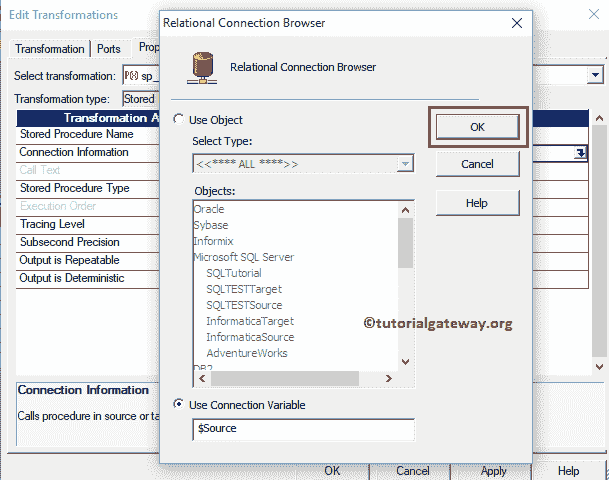 Edit Transformations
Relational Connection Browser
Transformation
Ports
Prop
Relational Connection Browser
Select transformation:
sp_
Transformation type:
Stored
Transformation A
Stored Procedure Name
Connection Information
Call Text
Stored Procedure Type
Execution Order
Tracing Level
Subsecond Precision
Output is Repeatable
Output is Deterministic
Use Object
Select Type:
<<**** ALL ****>>
Objects:
Oracle
Sybase
Informix
Microsoft SQL Server
SQLTutorial
SQLTESTTarget
SQLTESTSource
InformaticaTarget
InformaticaSource
AdventureWorks
DB2
OK
Cancel
Help
©tutorialgateway.org
Use Connection Variable
$Source
Connection Information
Calls procedure in source or ta
OK
Cancel
Apply
Help